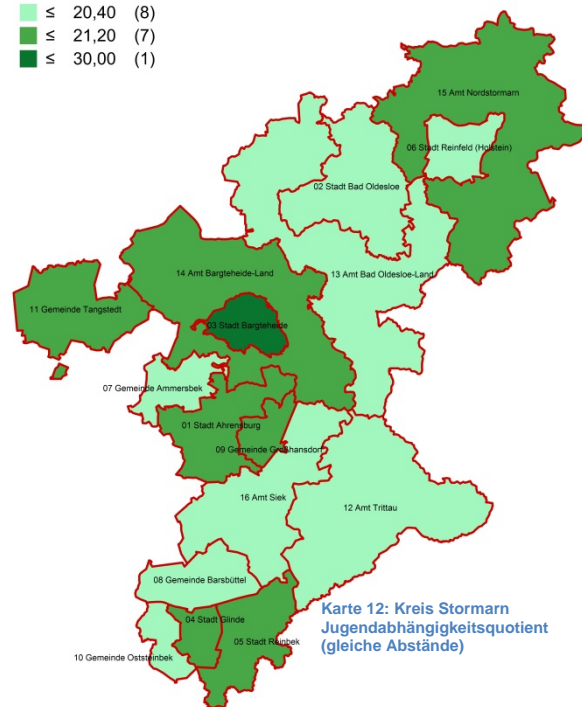 ≤ 20,40 (8)
≤ 21,20 (7)
≤ 30,00 (1)
15 Amt Nordstormarn
06 Stadt Reinfeld (Holstein)
02 Stadt Bad Oldesloe
14 Amt Bargteheide-Land
13 Amt Bad Oldesloe-Land
11 Gemeinde Tangstedt
03 Stadt Bargteheide
07 Gemeinde Ammersbek
01 Stadt Ahrensburg
09 Gemeinde Großhansdorf
16 Amt Siek
12 Amt Trittau
08 Gemeinde Barsbüttel
04 Stadt Glinde
05 Stadt Reinbek
10 Gemeinde Oststeinbek
Karte 12: Kreis Stormarn
Jugendabhängigkeitsquotient
(gleiche Abstände)